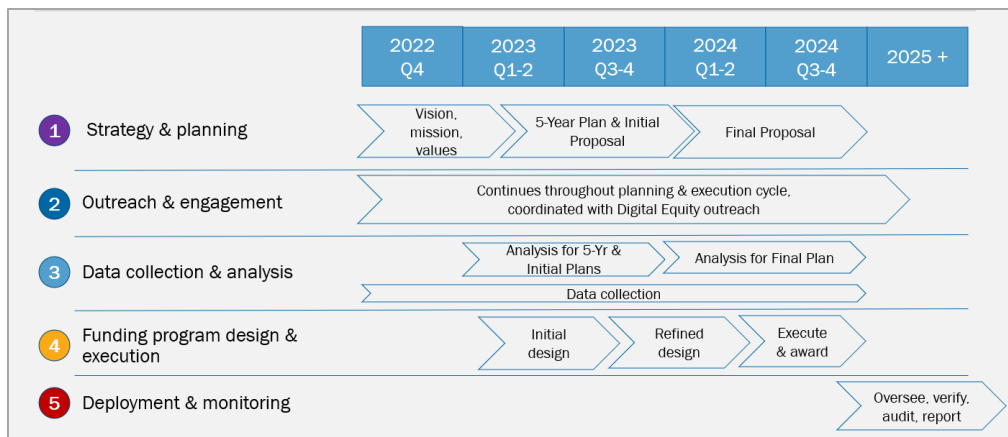 2022 Q4
2023 Q1-2
2023 Q3-4
2024 Q1-2
2024 Q3-4
2025 +
1
Strategy & planning
Vision,
mission,
values
5-Year Plan & Initial
Proposal
Final Proposal
2
Outreach & engagement
Continues throughout planning & execution cycle,
coordinated with Digital Equity outreach
3
Data collection & analysis
Analysis for 5-Yr &
Initial Plans
Analysis for Final Plan
Data collection
4
Funding program design &
execution
Initial
design
Refined
design
Execute
& award
5
Deployment & monitoring
Oversee, verify,
audit, report